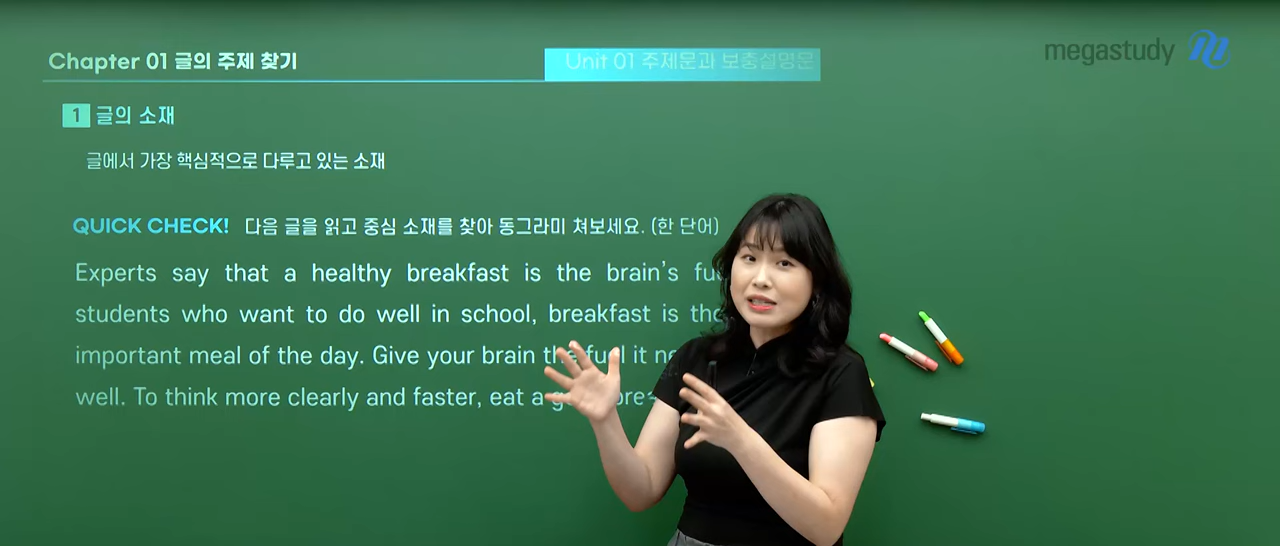 Chapter 01 글의 주제 찾기
Unit 01 주제문과 보충설명문
megastudy
1 글의 소재
글에서 가장 핵심적으로 다루고 있는 소재
QUICK CHECK! 다음 글을 읽고 중심 소재를 찾아 동그라미 쳐보세요. (한 단어)
Experts say that a healthy breakfast is the brain's
students who want to do well in school, breakfast is
important meal of the day. Give your brain the fuel it
well. To think more clearly and faster, eat a